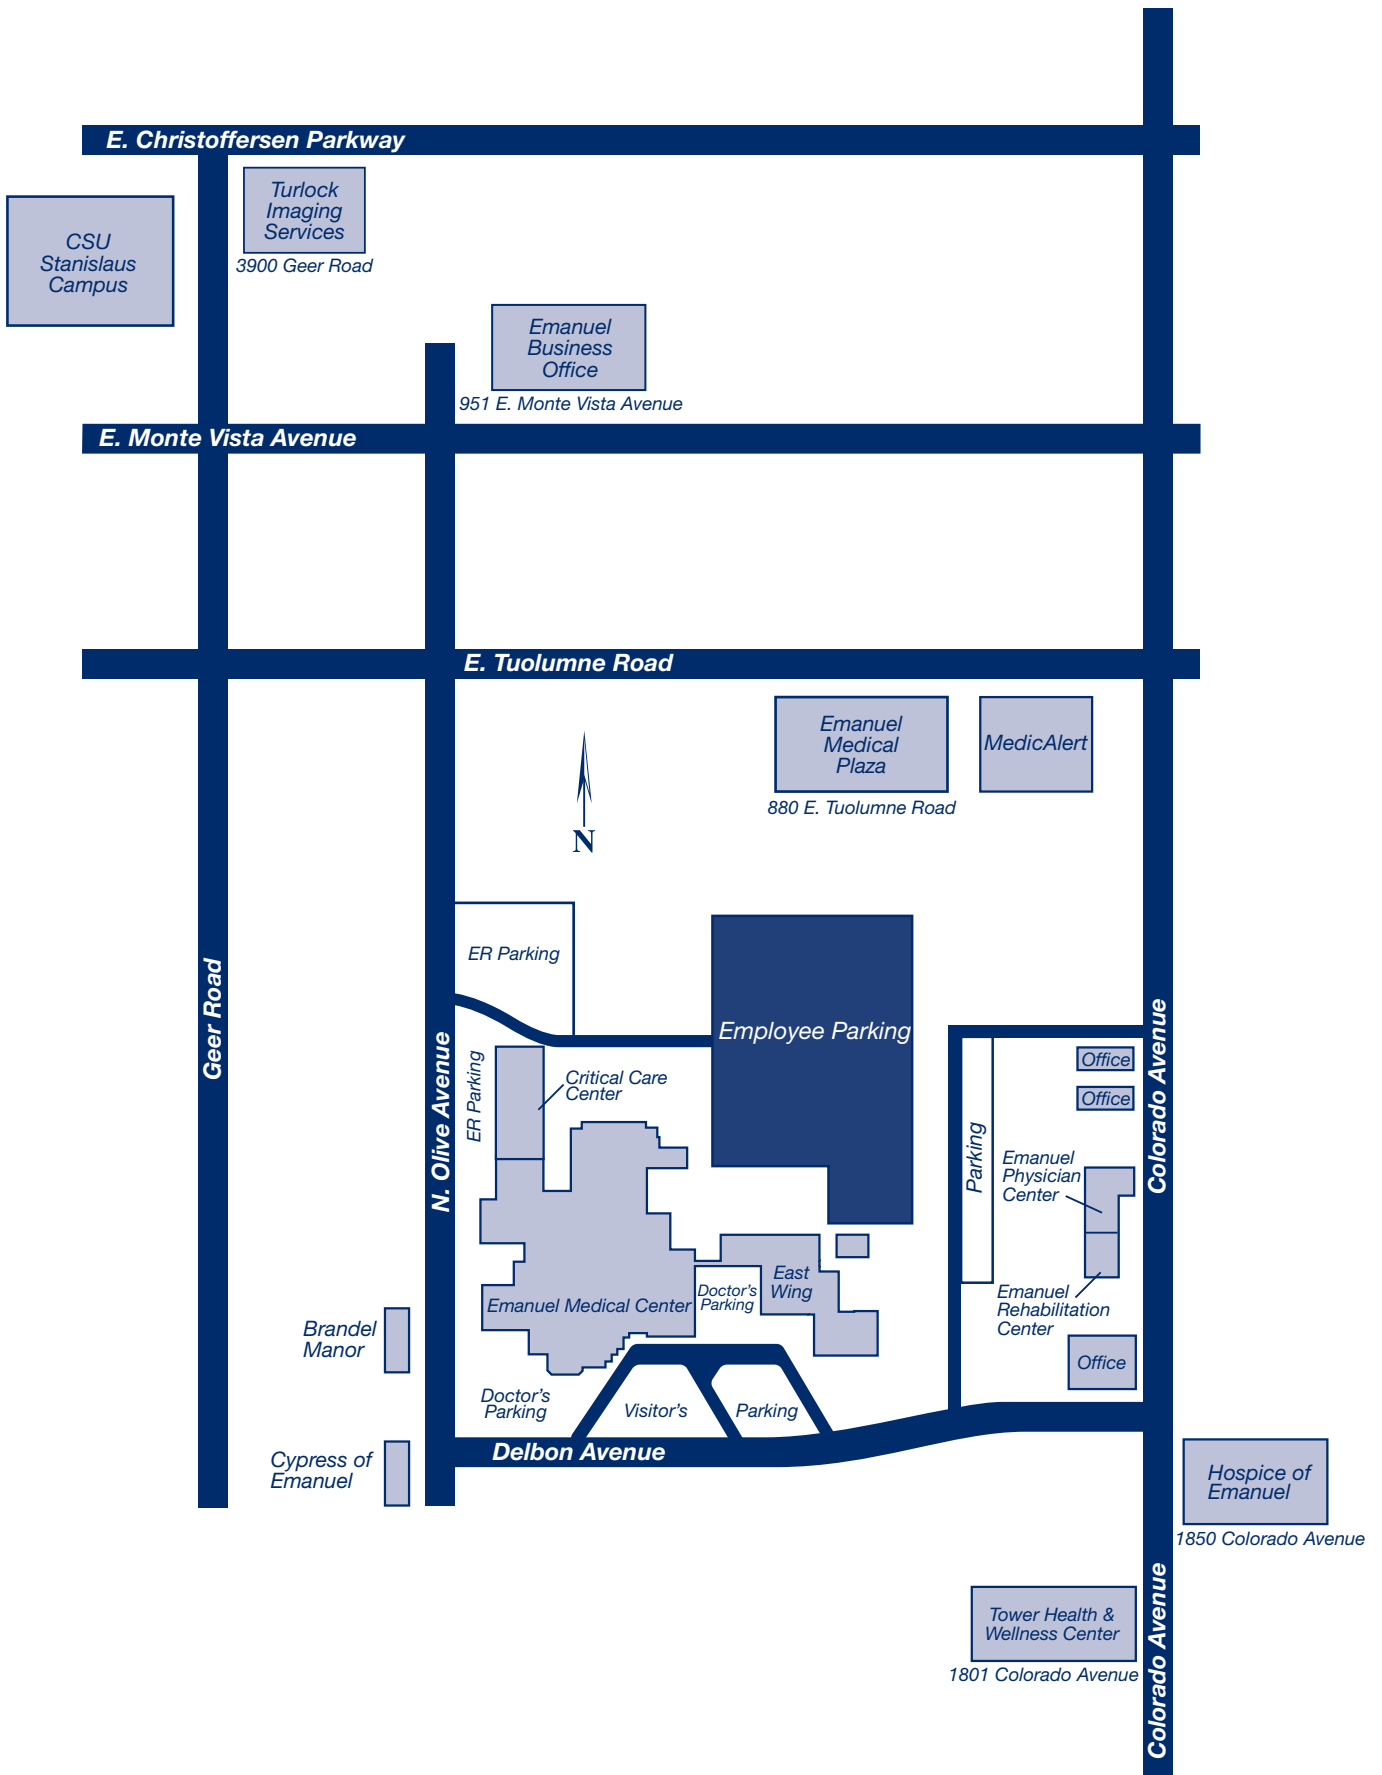 E. Christoffersen Parkway
Turlock
Imaging
Services
3900 Geer Road
CSU
Stanislaus
Campus
Emanuel
Business
Office
951 E. Monte Vista Avenue
E. Monte Vista Avenue
E. Tuolumne Road
Emanuel
Medical
Plaza
880 E. Tuolumne Road
MedicAlert
N
ER Parking
Geer Road
N. Olive Avenue
ER Parking
Critical Care
Center
Employee Parking
Colorado Avenue
Office
Office
Parking
Emanuel
Physician
Center
Emanuel
Rehabilitation
Center
Office
Emanuel Medical Center
Doctor's
Parking
East
Wing
Brandel
Manor
Doctor's
Parking
Visitor's
Parking
Delbon Avenue
Cypress of
Emanuel
Hospice of
Emanuel
1850 Colorado Avenue
Tower Health &
Wellness Center
1801 Colorado Avenue
Colorado Avenue